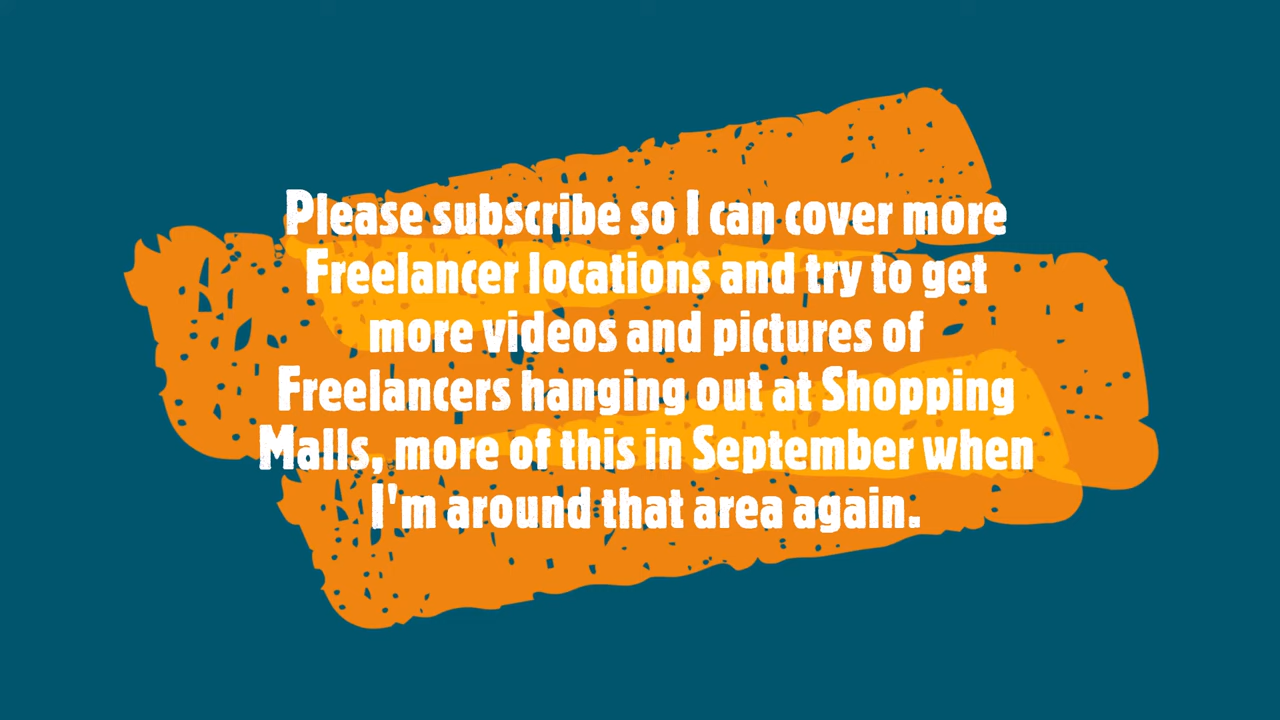 Please subscribe so I can cover more
Freelancer locations and try to get
more videos and pictures of
Freelancers hanging out at Shopping
Malls, more of this in September when
I'm around that area again.